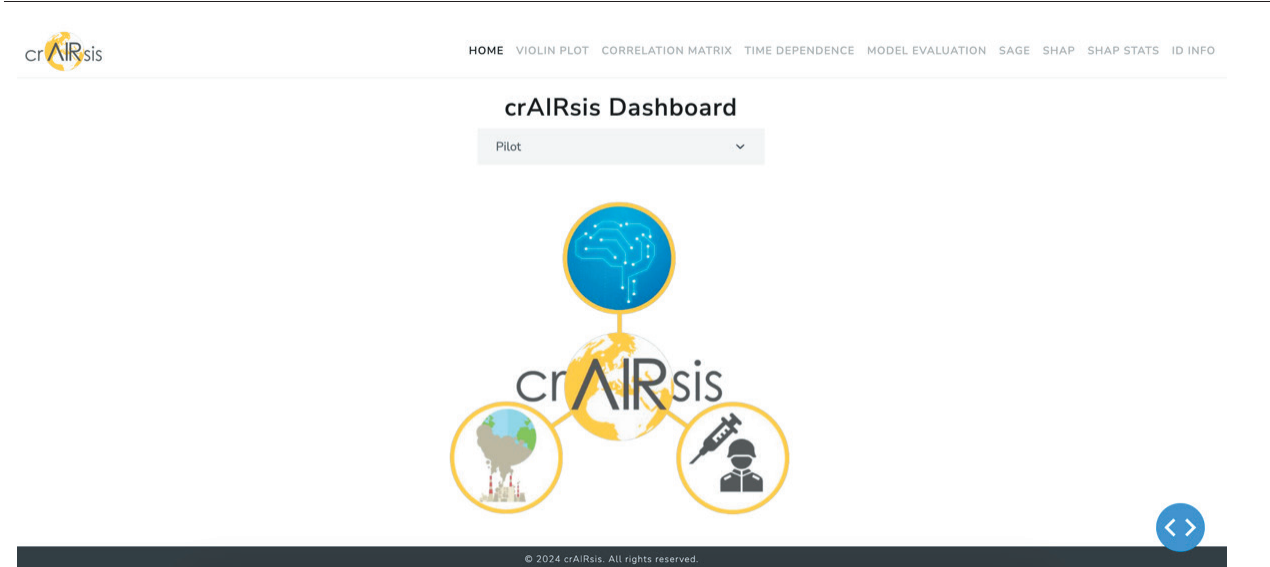 crAIRsis
HOME VIOLIN PLOT CORRELATION MATRIX TIME DEPENDENCE MODEL EVALUATION SAGE SHAP SHAP STATS ID INFO
crAIRsis Dashboard
Pilot
crAIRsis
© 2024 crAIRsis. All rights reserved.